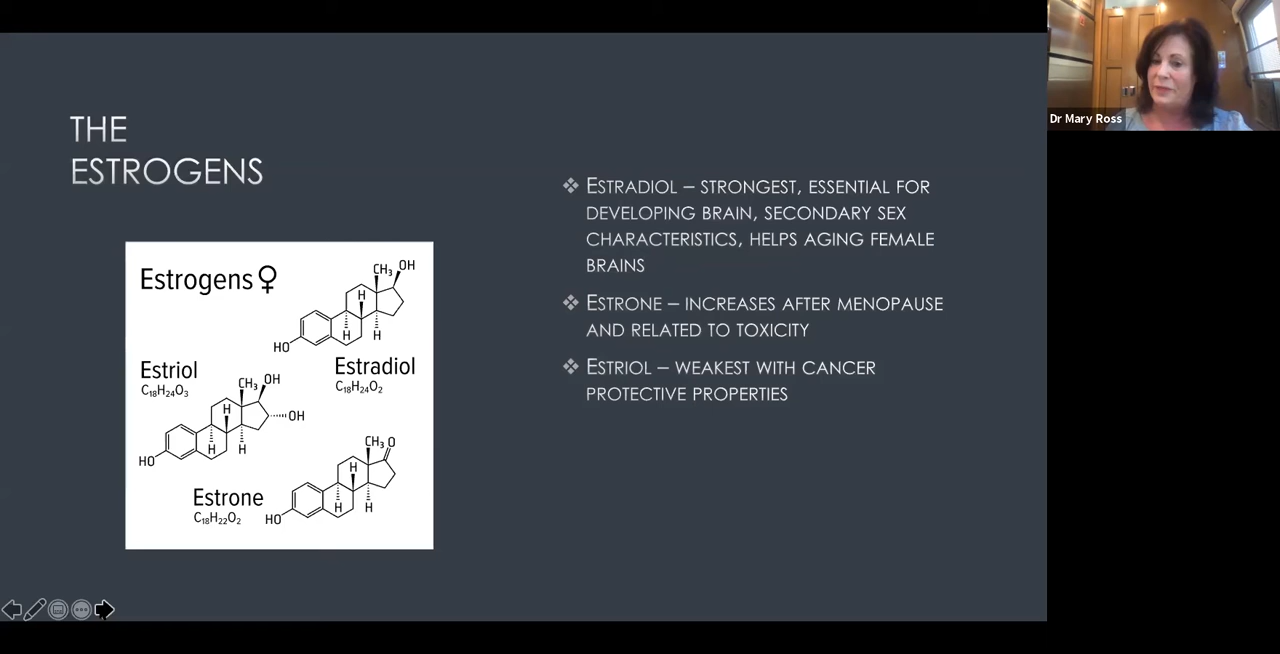 THE
ESTROGENS
Estrogens♀
CH₃
OH
H
H
H
HO
Estradiol
C₁₈H₂₄O₂
Estriol
C₁₈H₂₄O₃
CH₃
OH
OH
H
H
H
HO
Estrone
C₁₈H₂₂O₂
CH₃
O
H
H
H
HO
❖ ESTRADIOL – STRONGEST, ESSENTIAL FOR
DEVELOPING BRAIN, SECONDARY SEX
CHARACTERISTICS, HELPS AGING FEMALE
BRAINS
❖ ESTRONE – INCREASES AFTER MENOPAUSE
AND RELATED TO TOXICITY
❖ ESTRIOL – WEAKEST WITH CANCER
PROTECTIVE PROPERTIES
Dr Mary Ross